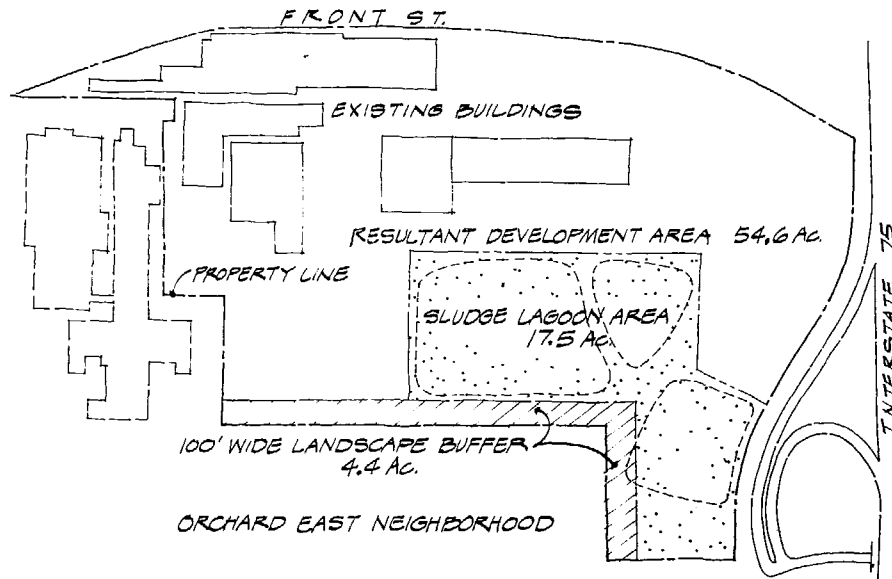 FRONT ST.
EXISTING BUILDINGS
RESULTANT DEVELOPMENT AREA 54.6 Ac.
PROPERTY LINE
SLUDGE LAGOON AREA
17.5 Ac.
INTERSTATE 75
100' WIDE LANDSCAPE BUFFER
4.4 Ac.
ORCHARD EAST NEIGHBORHOOD